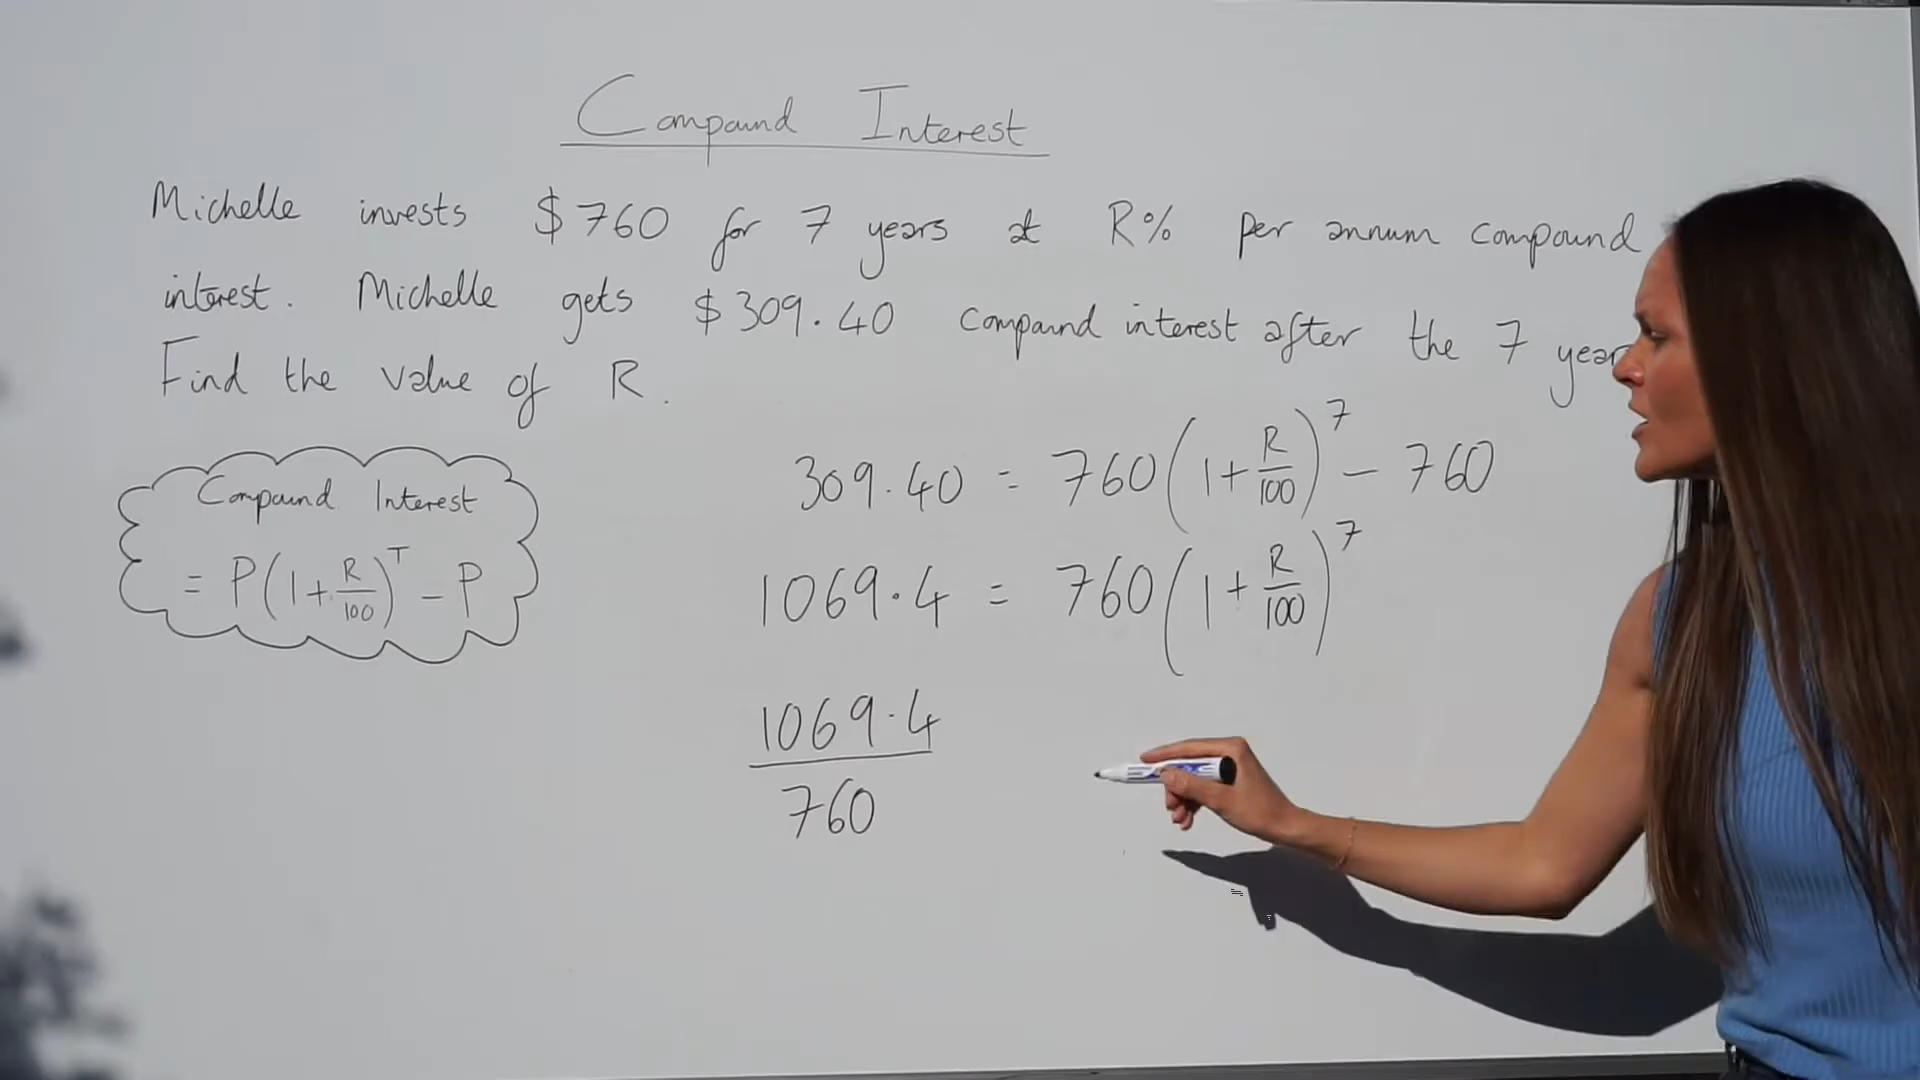 Compound Interest
Michelle invests $760 for 7 years at R% per annum compound
interest. Michelle gets $309.40 compound interest after the 7 year
Find the value of R.
Compound Interest
= P(1+R/100)^T - P
309.40 = 760(1+R/100)^7 - 760
1069.4 = 760(1+R/100)^7
1069.4
760